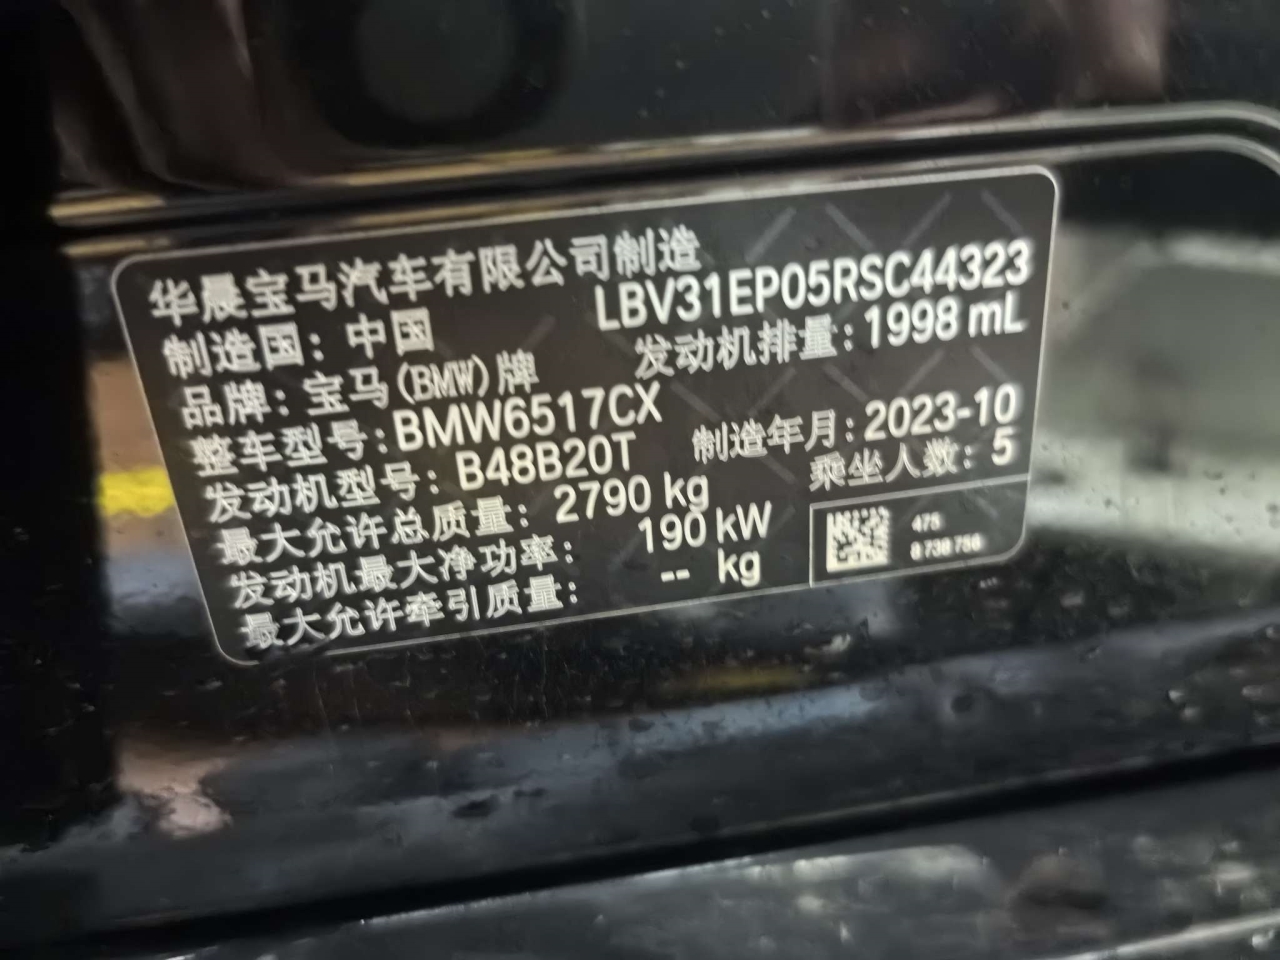 华晨宝马汽车有限公司制造
制造国：中国 LBV31EP05RSC44323
品牌：宝马(BMW)牌 发动机排量：1998 mL
整车型号：BMW6517CX
发动机型号：B48B20T 制造年月：2023-10
最大允许总质量：2790 kg 乘坐人数：5
发动机最大净功率：190 kW
最大允许牵引质量：-- kg
475
8 738 756